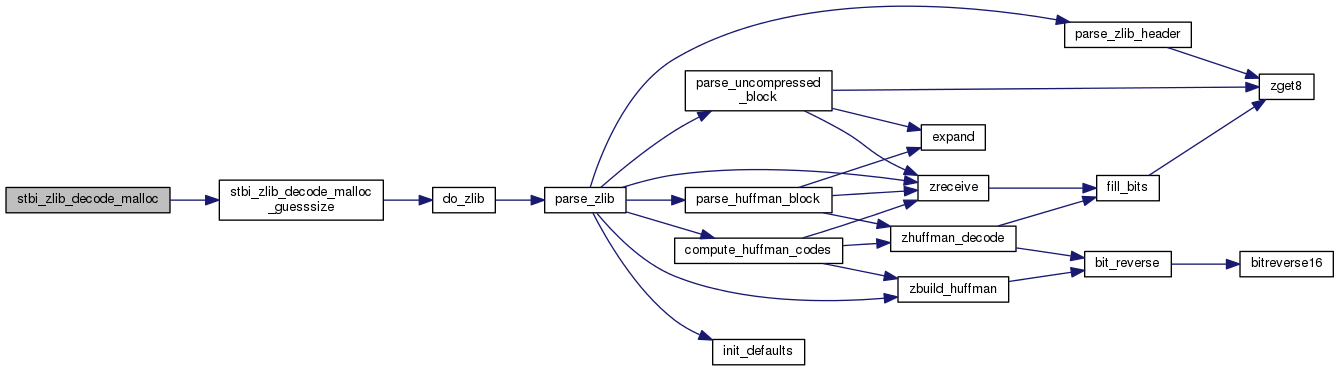 stbi_zlib_decode_malloc
stbi_zlib_decode_malloc
_guesssize
do_zlib
parse_zlib
parse_zlib_header
parse_uncompressed
_block
zget8
expand
zreceive
fill_bits
parse_huffman_block
zhuffman_decode
compute_huffman_codes
bit_reverse
bitreverse16
zbuild_huffman
init_defaults